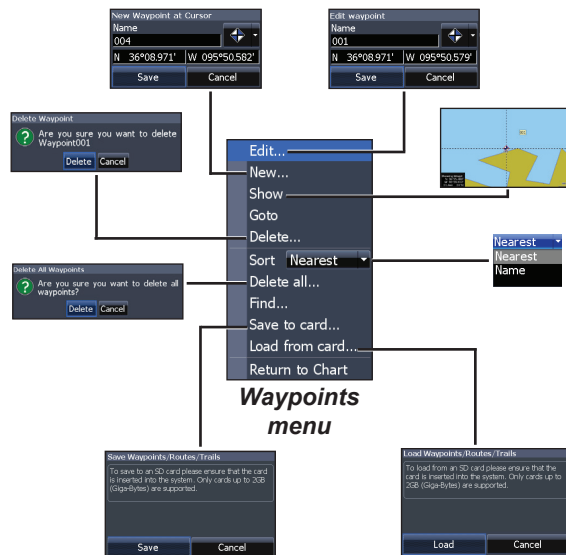 New Waypoint at Cursor
Name
004
N 36°08.971' W 095°50.582'
Save Cancel
Edit waypoint
Name
001
N 36°08.971' W 095°50.579'
Save Cancel
Delete Waypoint
Are you sure you want to delete
Waypoint001
Delete Cancel
Edit...
New...
Show
Goto
Delete...
Sort Nearest
Delete all...
Find...
Save to card...
Load from card...
Return to Chart
Nearest
Nearest
Name
Delete All Waypoints
Are you sure you want to delete all
waypoints?
Delete Cancel
Waypoints
menu
Save Waypoints/Routes/Trails
To save to an SD card please ensure that the card
is inserted into the system. Only cards up to 2GB
(Giga-Bytes) are supported.
Save Cancel
Load Waypoints/Routes/Trails
To load from an SD card please ensure that the
card is inserted into the system. Only cards up to
2GB (Giga-Bytes) are supported.
Load Cancel